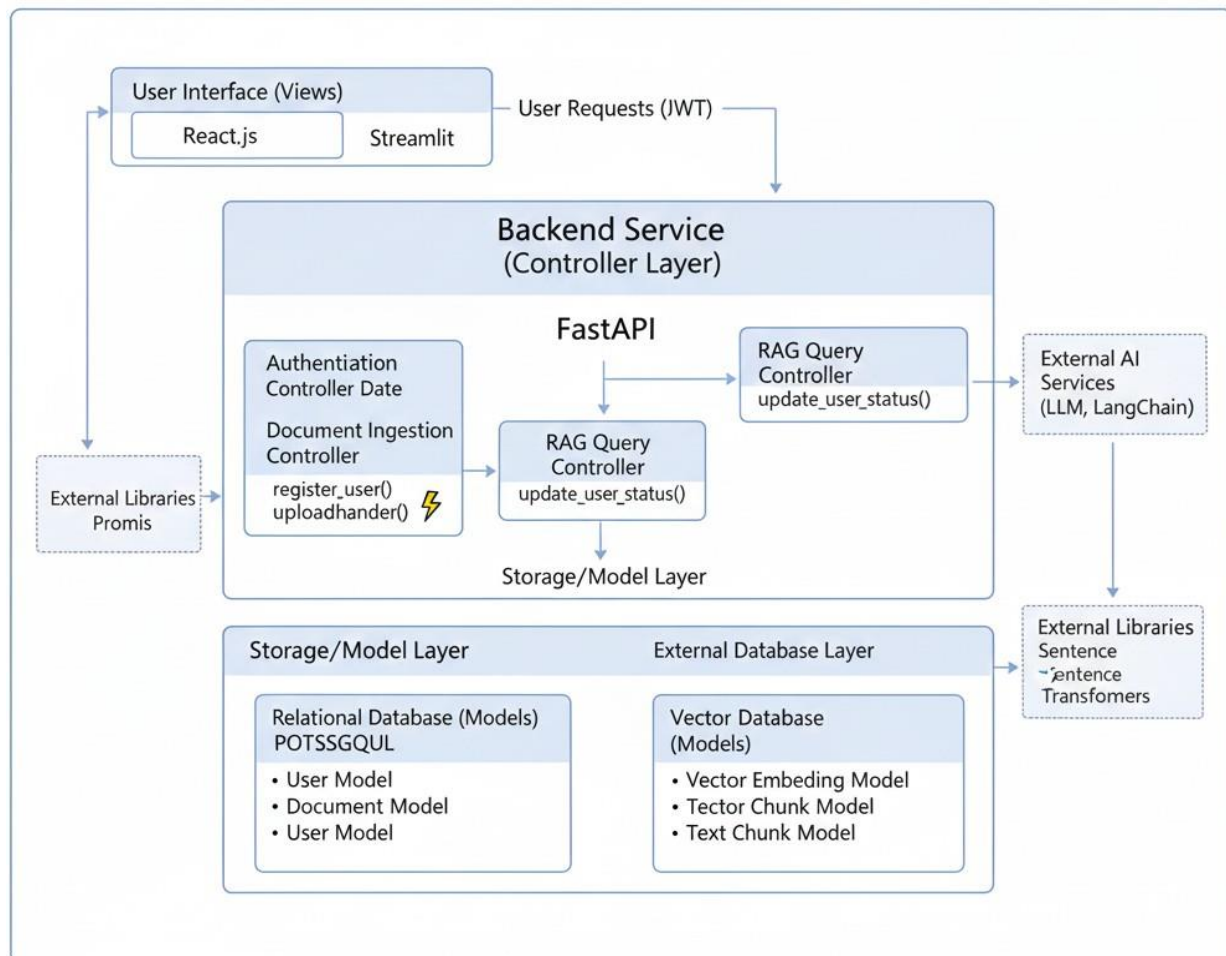 User Interface (Views)
React.js
Streamlit
User Requests (JWT)
Backend Service
(Controller Layer)
FastAPI
Authentiation
Controller Date
Document Ingestion
Controller
register_user()
uploadhander()
RAG Query
Controller
update_user_status()
RAG Query
Controller
update_user_status()
External AI
Services
(LLM, LangChain)
External Libraries
Promis
Storage/Model Layer
Storage/Model Layer
External Database Layer
Relational Database (Models)
POTSSGQUL
• User Model
• Document Model
• User Model
Vector Database
(Models)
• Vector Embeding Model
• Tector Chunk Model
• Text Chunk Model
External Libraries
Sentence
Transfomers